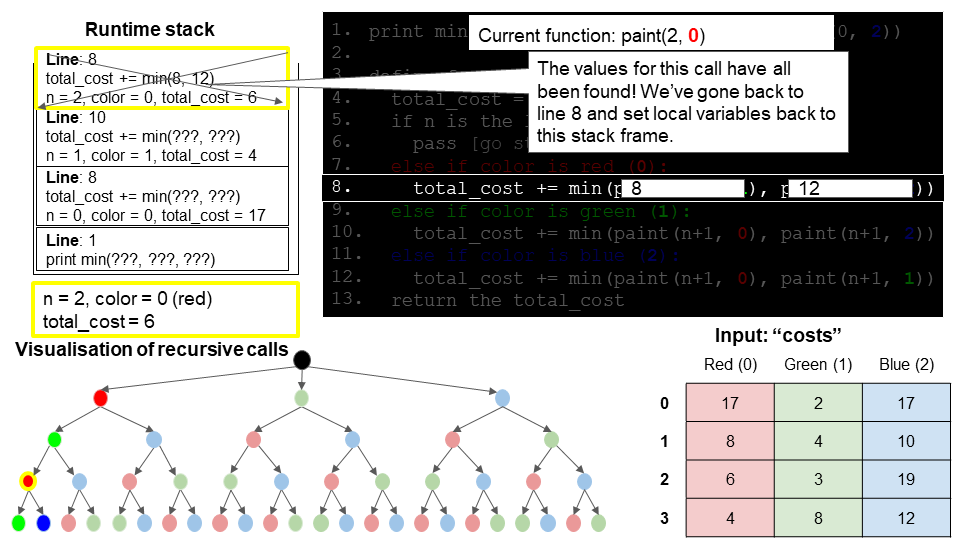 Runtime stack
Line: 8
total_cost += min(8, 12)
n = 2, color = 0, total_cost = 6
Line: 10
total_cost += min(???, ???)
n = 1, color = 1, total_cost = 4
Line: 8
total_cost += min(???, ???)
n = 0, color = 0, total_cost = 17
Line: 1
print min(???, ???, ???)
n = 2, color = 0 (red)
total_cost = 6
Current function: paint(2, 0)
The values for this call have all
been found! We've gone back to
line 8 and set local variables back to
this stack frame.
1. print min 0, 2))
2.
3.
4. total_cost =
5. if n is the
6. pass [go
7. else if color is red (0):
8. total_cost += min(p 8 ), p 12 ))
9. else if color is green (1):
10. total_cost += min(paint(n+1, 0), paint(n+1, 2))
11. else if color is blue (2):
12. total_cost += min(paint(n+1, 0), paint(n+1, 1))
13. return the total_cost
Visualisation of recursive calls
Input: “costs”
Red (0) Green (1) Blue (2)
0 17 2 17
1 8 4 10
2 6 3 19
3 4 8 12